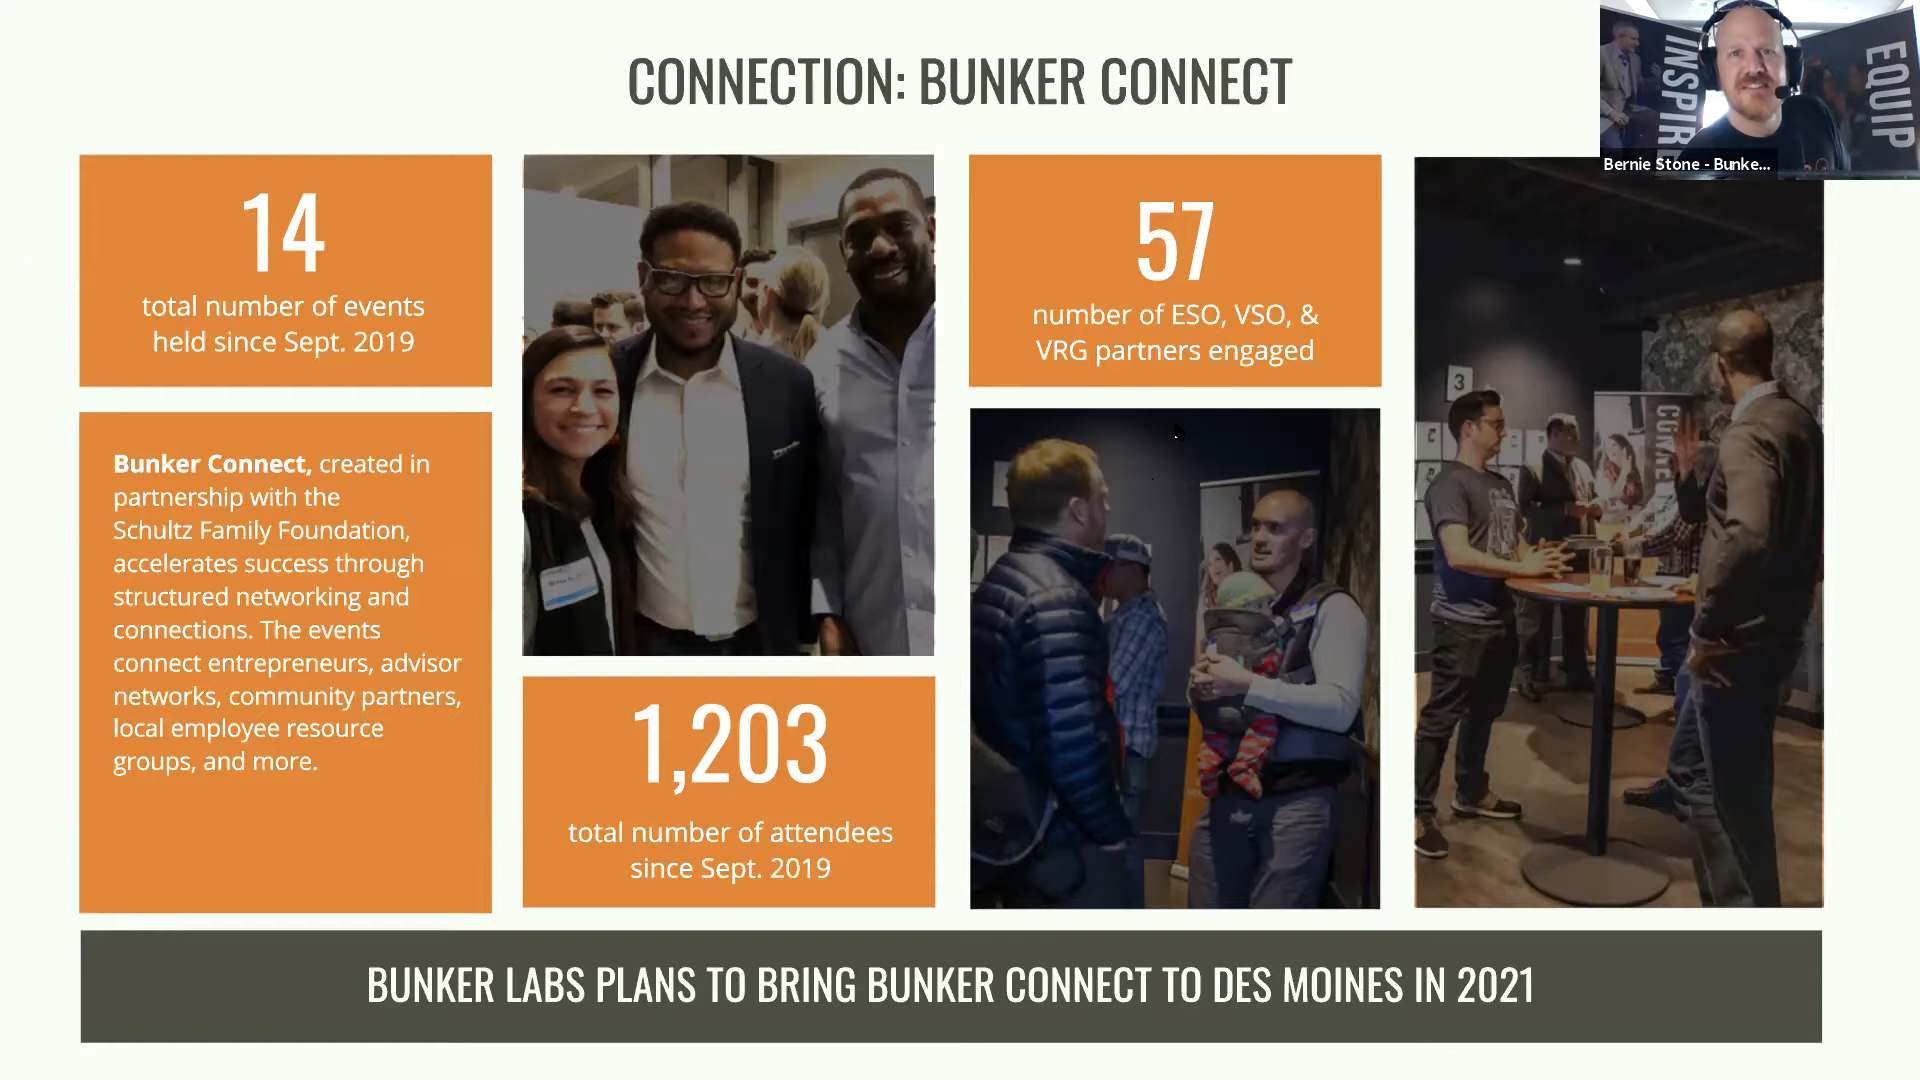 CONNECTION: BUNKER CONNECT
INSPIR
EQUIP
Bernie Stone - Bunke...
14
total number of events
held since Sept. 2019
57
number of ESO, VSO, &
VRG partners engaged
Bunker Connect, created in
partnership with the
Schultz Family Foundation,
accelerates success through
structured networking and
connections. The events
connect entrepreneurs, advisor
networks, community partners,
local employee resource
groups, and more.
3
CONNE
1,203
total number of attendees
since Sept. 2019
BUNKER LABS PLANS TO BRING BUNKER CONNECT TO DES MOINES IN 2021